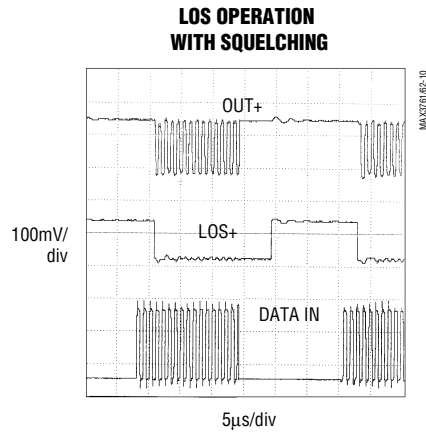 LOS OPERATION
WITH SQUELCHING
MAX3761/62-10
OUT+
100mV/
div
LOS+
DATA IN
5µs/div